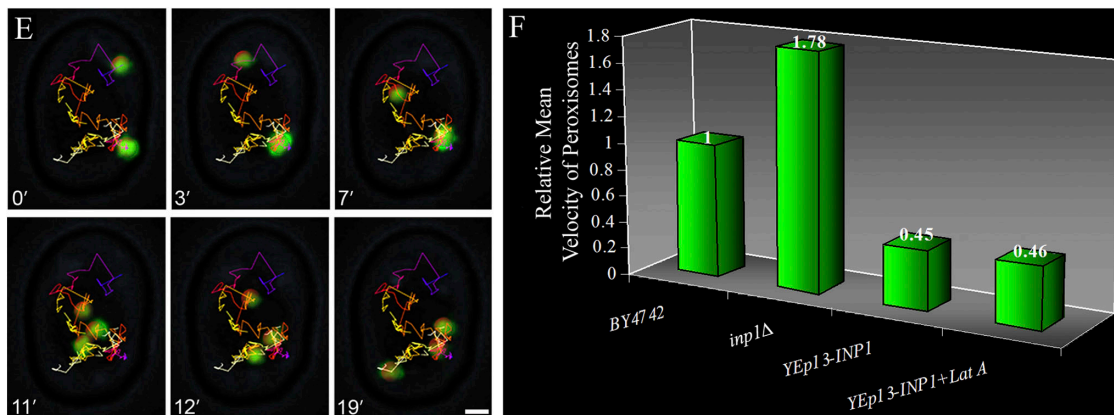 E
0′
3′
7′
11′
12′
19′
F
Relative Mean
Velocity of Peroxisomes
1.8
1.6
1.4
1.2
1
0.8
0.6
0.4
0.2
0
1
1.78
0.45
0.46
BY4742
inp1Δ
YEp13-INP1
YEp13-INP1+Lat A